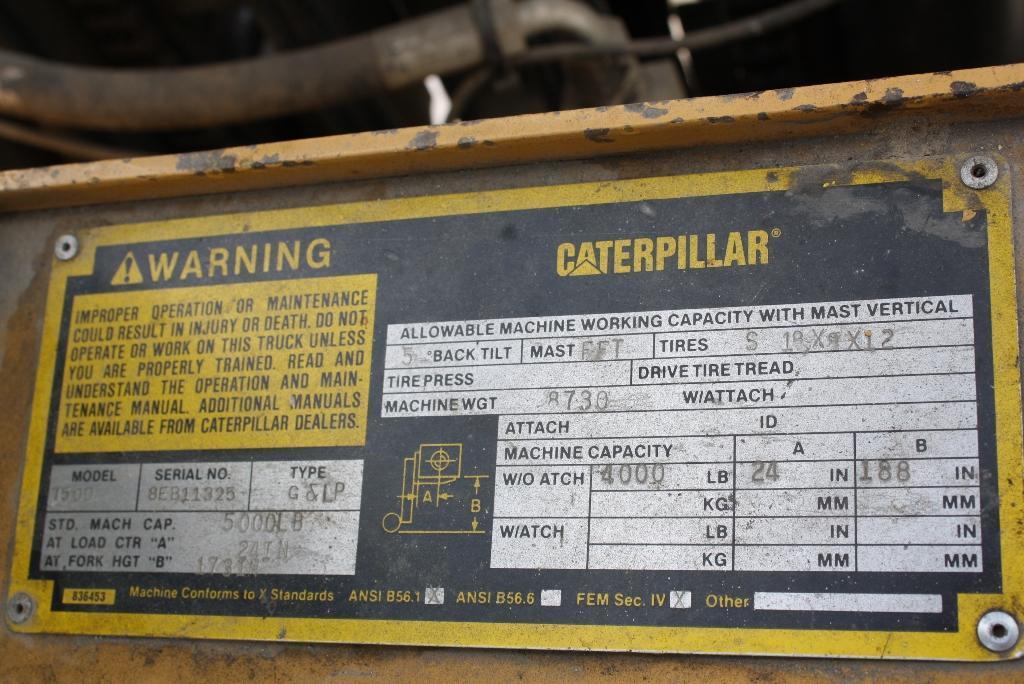 WARNING
IMPROPER OPERATION OR MAINTENANCE
COULD RESULT IN INJURY OR DEATH. DO NOT
OPERATE OR WORK ON THIS TRUCK UNLESS
YOU ARE PROPERLY TRAINED. READ AND
UNDERSTAND THE OPERATION AND MAIN-
TENANCE MANUAL. ADDITIONAL MANUALS
ARE AVAILABLE FROM CATERPILLAR DEALERS.
MODEL SERIAL NO. TYPE
T50D 8EB11325 G&LP
STD. MACH CAP. 5000LB
AT LOAD CTR "A" 24IN
AT FORK HGT "B"
CATERPILLAR®
ALLOWABLE MACHINE WORKING CAPACITY WITH MAST VERTICAL
5 °BACK TILT MAST FFT TIRES S 18X9X12
TIRE PRESS DRIVE TIRE TREAD
MACHINE WGT 8730 W/ATTACH
ATTACH ID
MACHINE CAPACITY A B
W/O ATCH 4000 LB 24 IN 188 IN
KG MM MM
W/ATCH LB IN IN
KG MM MM
A
B
836453 Machine Conforms to X Standards ANSI B56.1 X ANSI B56.6 FEM Sec. IV X Other